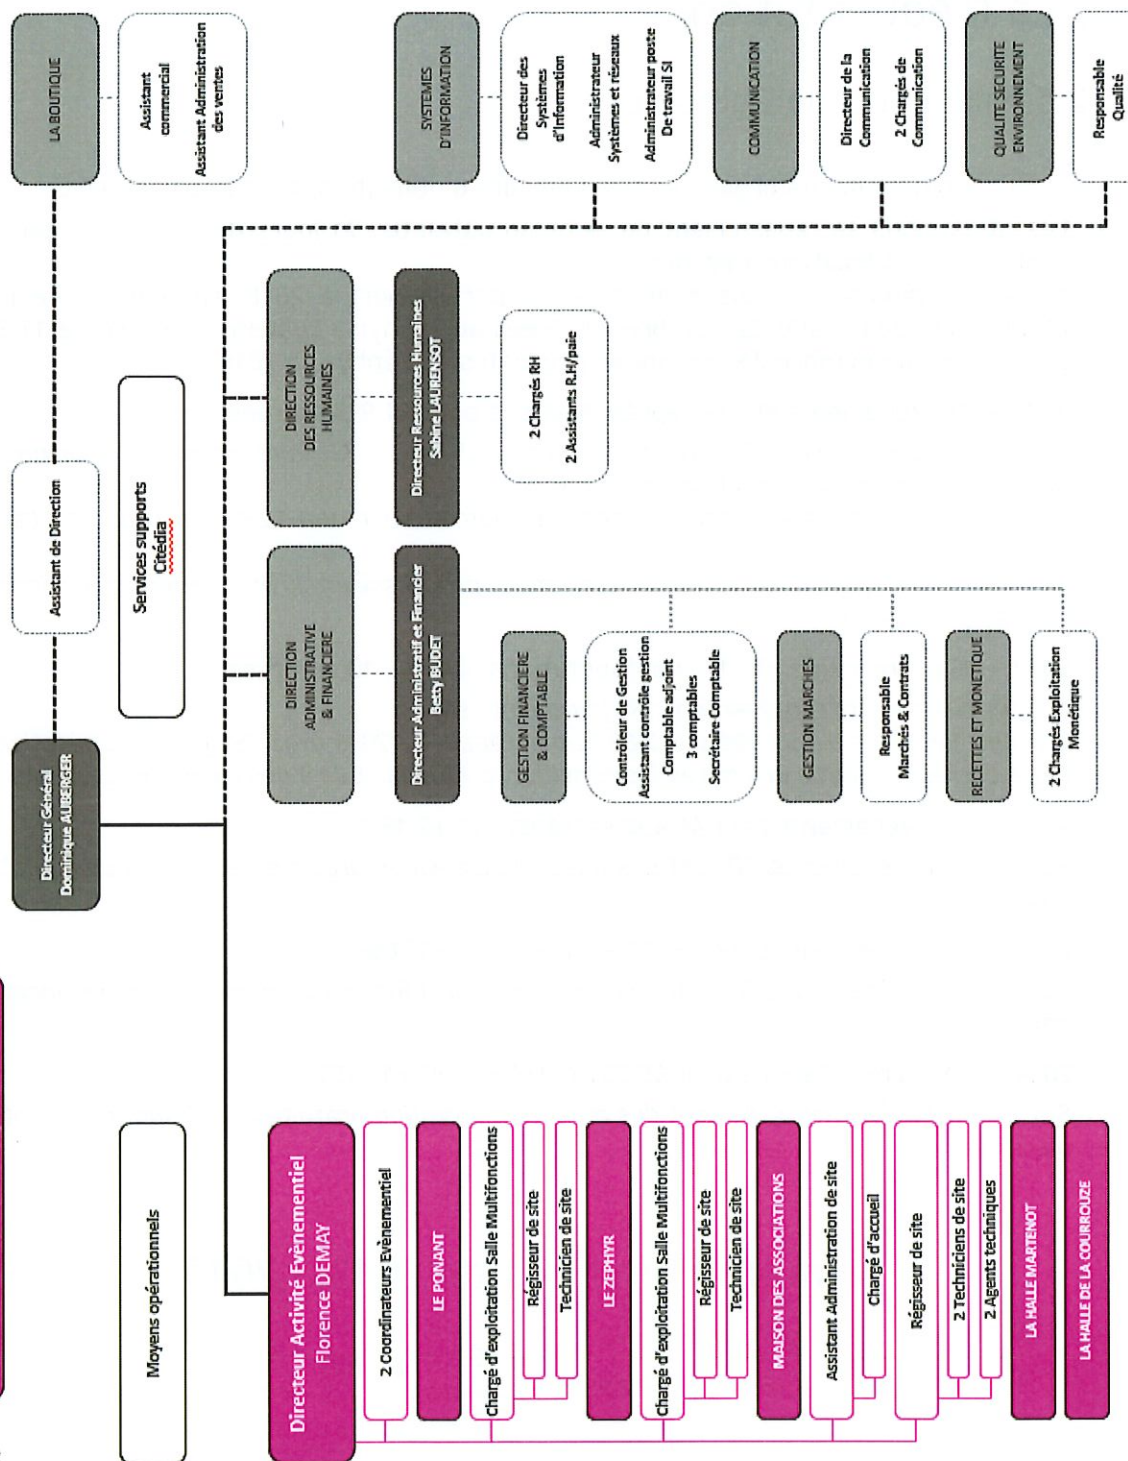 Directeur Général
Dominique AUBERGER
Assistant de Direction
LA BOUTIQUE
Assistant
commercial
Assistant Administration
des ventes
Moyens opérationnels
Services supports
Citédia
Directeur Activité Evènementiel
Florence DEMAY
2 Coordinateurs Evènementiel
LE PONANT
Chargé d'exploitation Salle Multifonctions
Régisseur de site
Technicien de site
LE ZEPHYR
Chargé d'exploitation Salle Multifonctions
Régisseur de site
Technicien de site
MAISON DES ASSOCIATIONS
Assistant Administration de site
Chargé d'accueil
Régisseur de site
2 Techniciens de site
2 Agents techniques
LA HALLE MARTENOT
LA HALLE DE LA COURROUZE
DIRECTION
ADMINISTRATIVE
& FINANCIERE
Directeur Administratif et Financier
Betty BUDET
GESTION FINANCIERE
& COMPTABLE
Contrôleur de Gestion
Assistant contrôle gestion
Comptable adjoint
3 comptables
Secrétaire Comptable
GESTION MARCHES
Responsable
Marchés & Contrats
RECETTES ET MONETIQUE
2 Chargés Exploitation
Monétique
DIRECTION
DES RESSOURCES
HUMAINES
Directeur Ressources Humaines
Sabine LAURENSOT
2 Chargés RH
2 Assistants R.H/paie
SYSTEMES
D'INFORMATION
Directeur des
Systèmes
d'Information
Administrateur
Systèmes et réseaux
Administrateur poste
De travail SI
COMMUNICATION
Directeur de la
Communication
2 Chargés de
Communication
QUALITE SECURITE
ENVIRONNEMENT
Responsable
Qualité